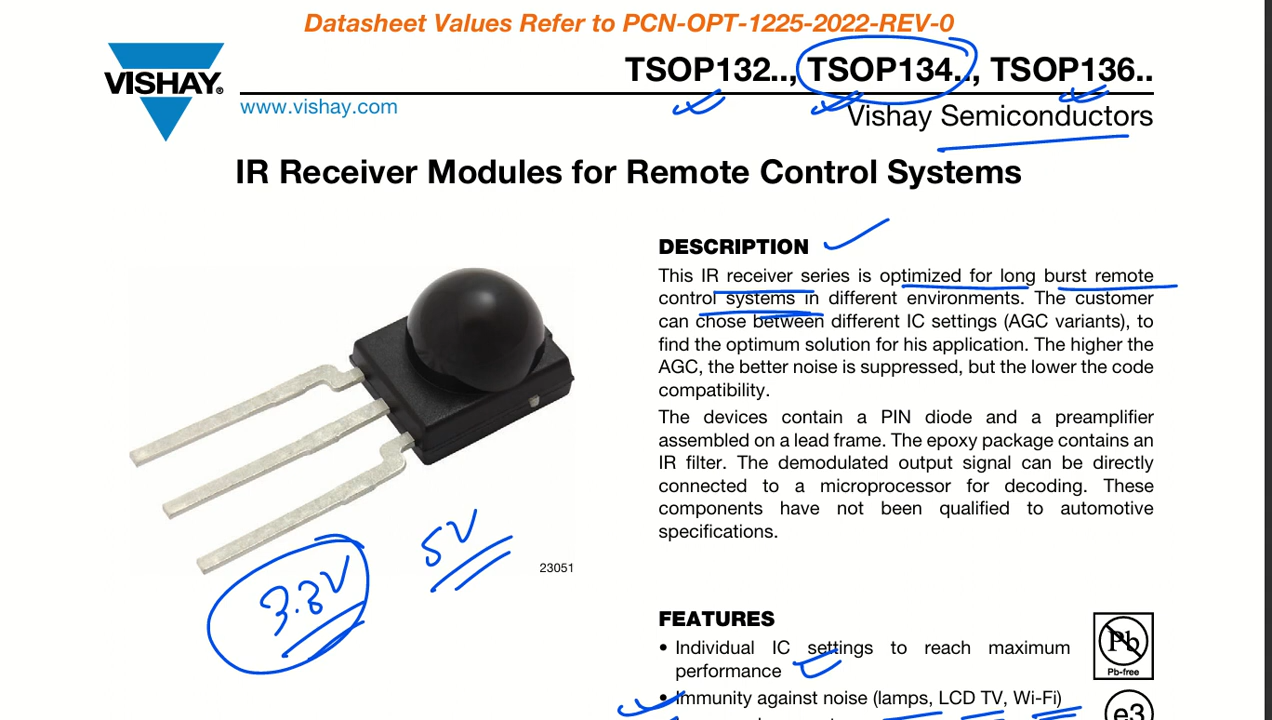 Datasheet Values Refer to PCN-OPT-1225-2022-REV-0
VISHAY®
TSOP132.., TSOP134.., TSOP136..
www.vishay.com
Vishay Semiconductors
IR Receiver Modules for Remote Control Systems
DESCRIPTION
This IR receiver series is optimized for long burst remote
control systems in different environments. The customer
can chose between different IC settings (AGC variants), to
find the optimum solution for his application. The higher the
AGC, the better noise is suppressed, but the lower the code
compatibility.
The devices contain a PIN diode and a preamplifier
assembled on a lead frame. The epoxy package contains an
IR filter. The demodulated output signal can be directly
connected to a microprocessor for decoding. These
components have not been qualified to automotive
specifications.
5V
3.3V
23051
FEATURES
• Individual IC settings to reach maximum
performance
• Immunity against noise (lamps, LCD TV, Wi-Fi)
Pb
Pb-free
e3